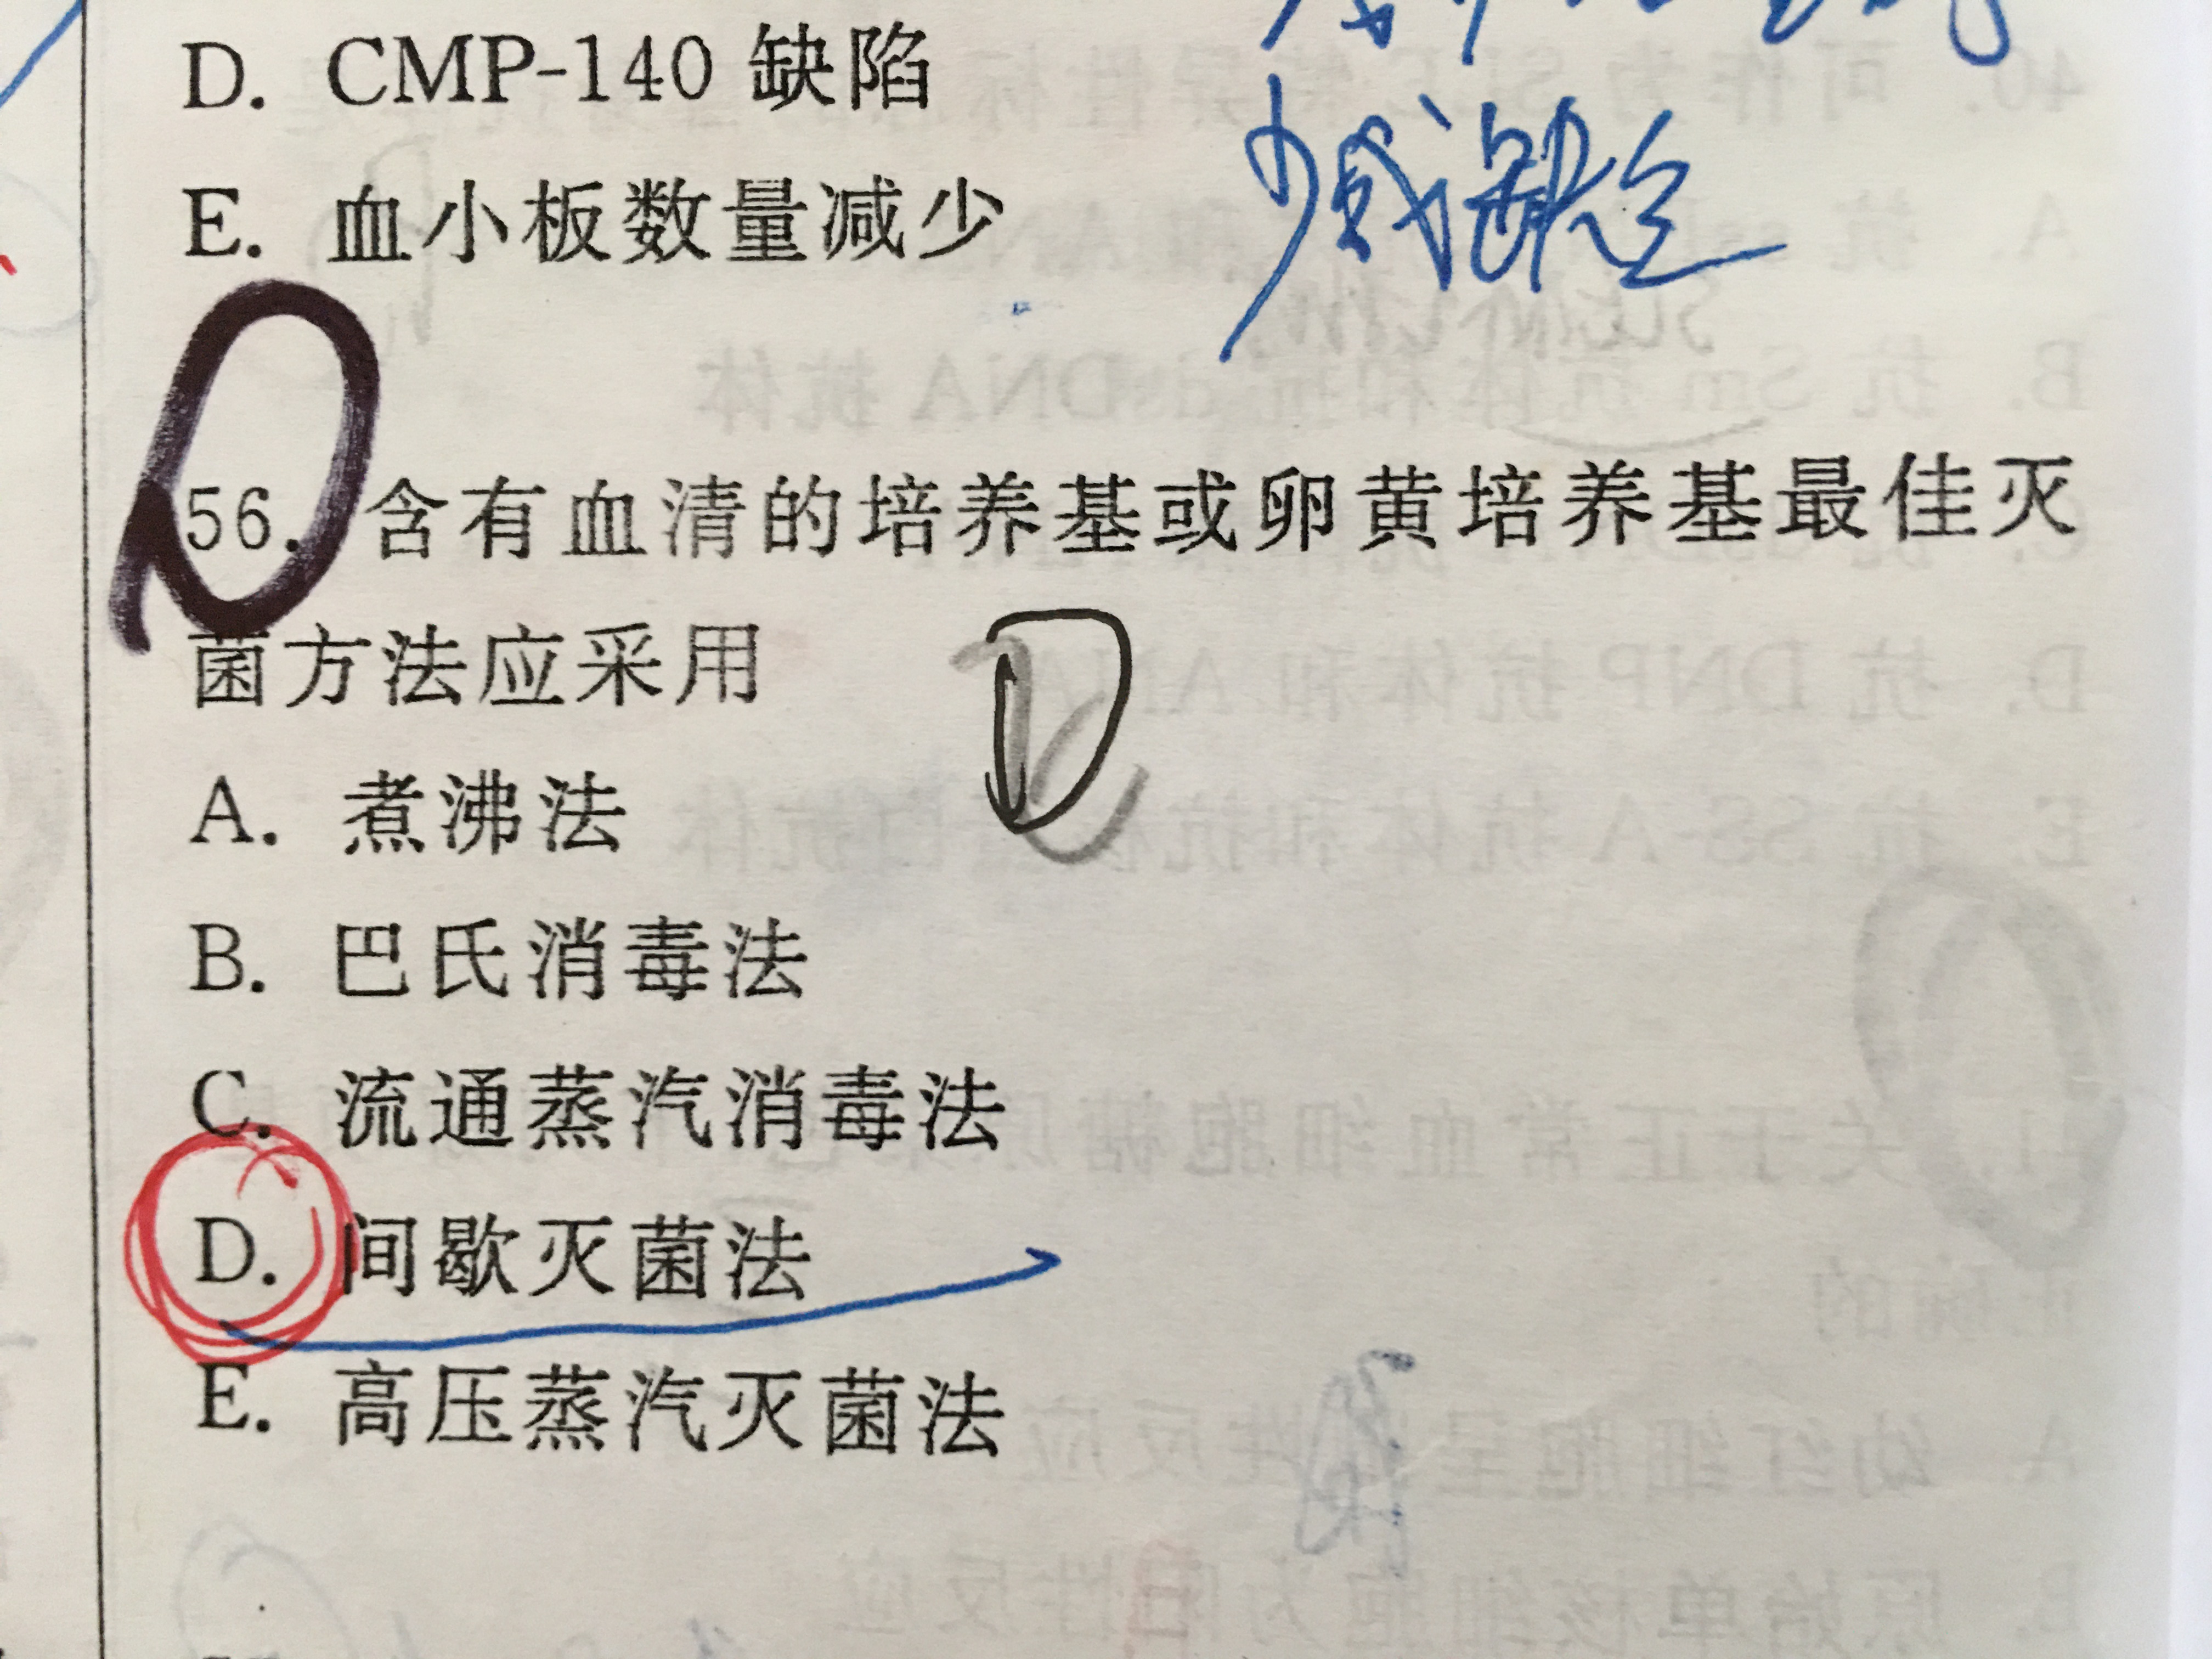 D. CMP-140 缺陷
E. 血小板数量减少
56. 含有血清的培养基或卵黄培养基最佳灭
菌方法应采用
A. 煮沸法
B. 巴氏消毒法
C. 流通蒸汽消毒法
D. 间歇灭菌法
E. 高压蒸汽灭菌法